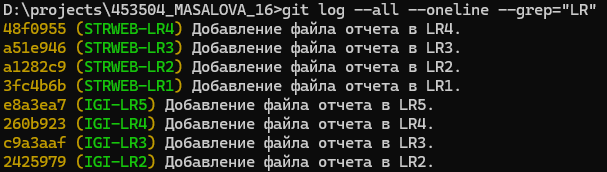 D:\projects\453504_MASALOVA_16>git log --all --oneline --grep="LR"
48f0955 (STRWEB-LR4) Добавление файла отчета в LR4.
a51e946 (STRWEB-LR3) Добавление файла отчета в LR3.
a1282c9 (STRWEB-LR2) Добавление файла отчета в LR2.
3fc4b6b (STRWEB-LR1) Добавление файла отчета в LR1.
e8a3ea7 (IGI-LR5) Добавление файла отчета в LR5.
260b923 (IGI-LR4) Добавление файла отчета в LR4.
c9a3aaf (IGI-LR3) Добавление файла отчета в LR3.
2425979 (IGI-LR2) Добавление файла отчета в LR2.